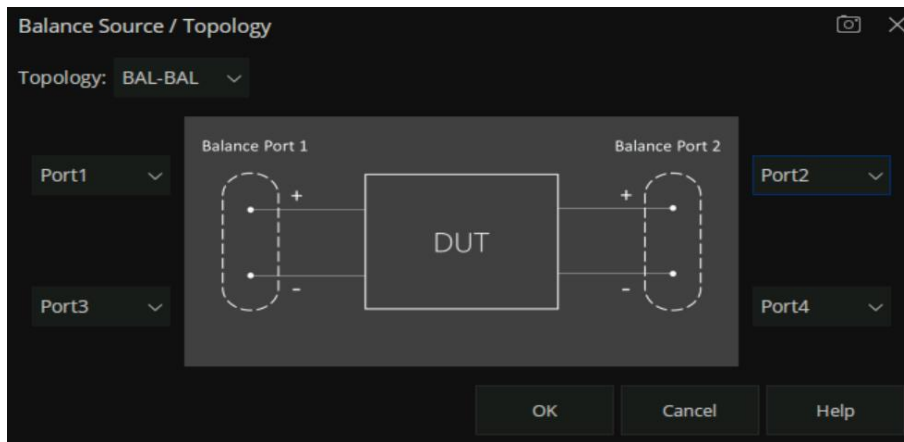 Balance Source / Topology
Topology: BAL-BAL
Balance Port 1
Balance Port 2
Port1
+
+
Port2
DUT
Port3
-
-
Port4
OK
Cancel
Help